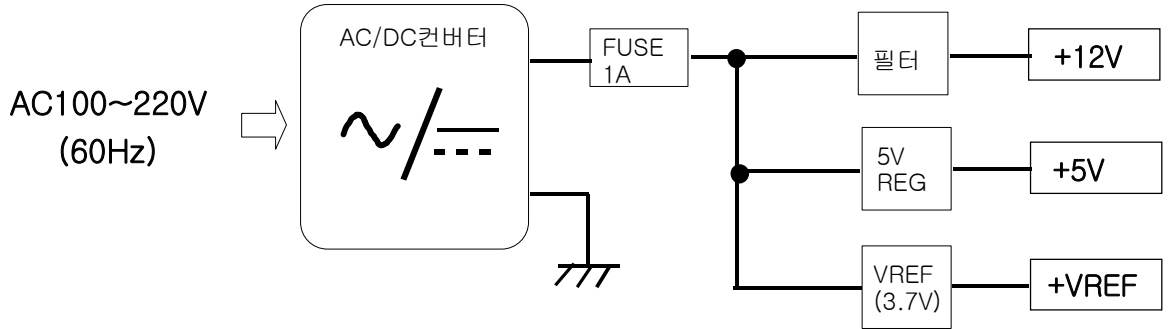 AC100~220V
(60Hz)
AC/DC컨버터
FUSE
1A
필터
+12V
5V
REG
+5V
VREF
(3.7V)
+VREF